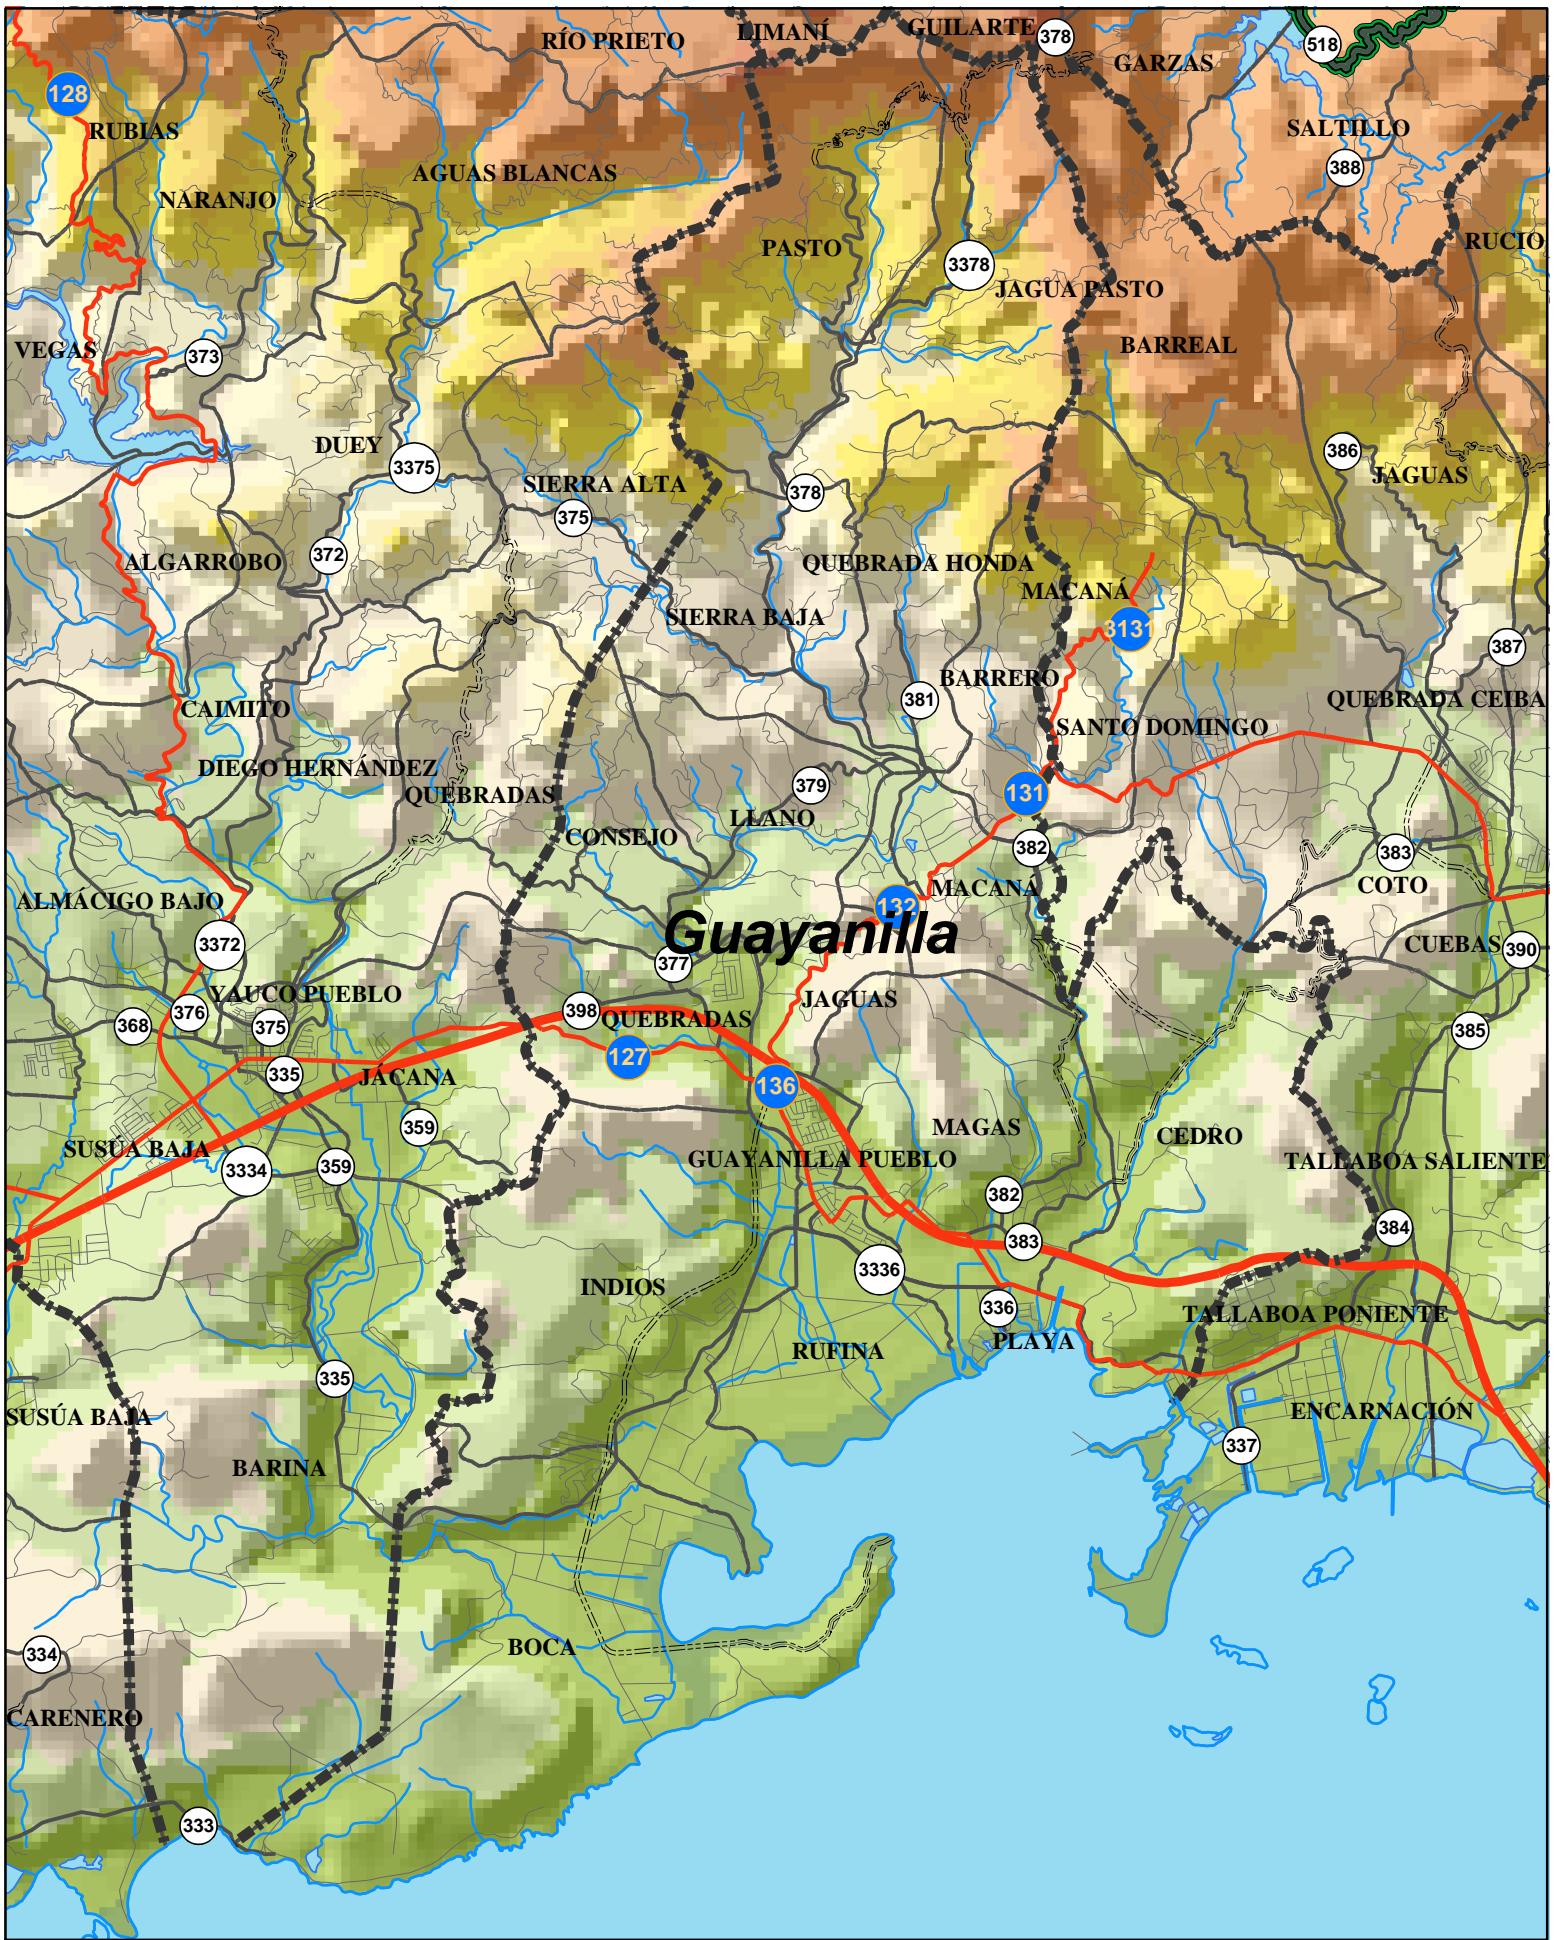 LIMANÍ
GUILARTE
378
RÍO PRIETO
518
GARZAS
128
RUBIAS
SALTILLO
388
AGUAS BLANCAS
NARANJO
PASTO
RUCIO
3378
JAGUA PASTO
VEGAS
373
BARREAL
DUEY
3375
386
JAGUAS
SIERRA ALTA
378
375
372
ALGARROBO
QUEBRADA HONDA
MACANÁ
SIERRA BAJA
3131
387
BARRERO
381
QUEBRADA CEIBA
CAIMITO
SANTO DOMINGO
DIEGO HERNÁNDEZ
QUEBRADAS
379
131
LLANO
CONSEJO
382
383
COTO
MACANÁ
ALMÁCIGO BAJO
132
Guayanilla
3372
CUEBAS
390
377
YAUCO PUEBLO
JAGUAS
376
398
QUEBRADAS
368
375
385
127
335
JÁCANA
136
359
MAGAS
CEDRO
SUSÚA BAJA
GUAYANILLA PUEBLO
TALLABOA SALIENTE
3334
359
382
384
383
3336
INDIOS
336
TALLABOA PONIENTE
PLAYA
RUFINA
335
SUSÚA BAJA
ENCARNACIÓN
337
BARINA
BOCA
334
CARENERO
333